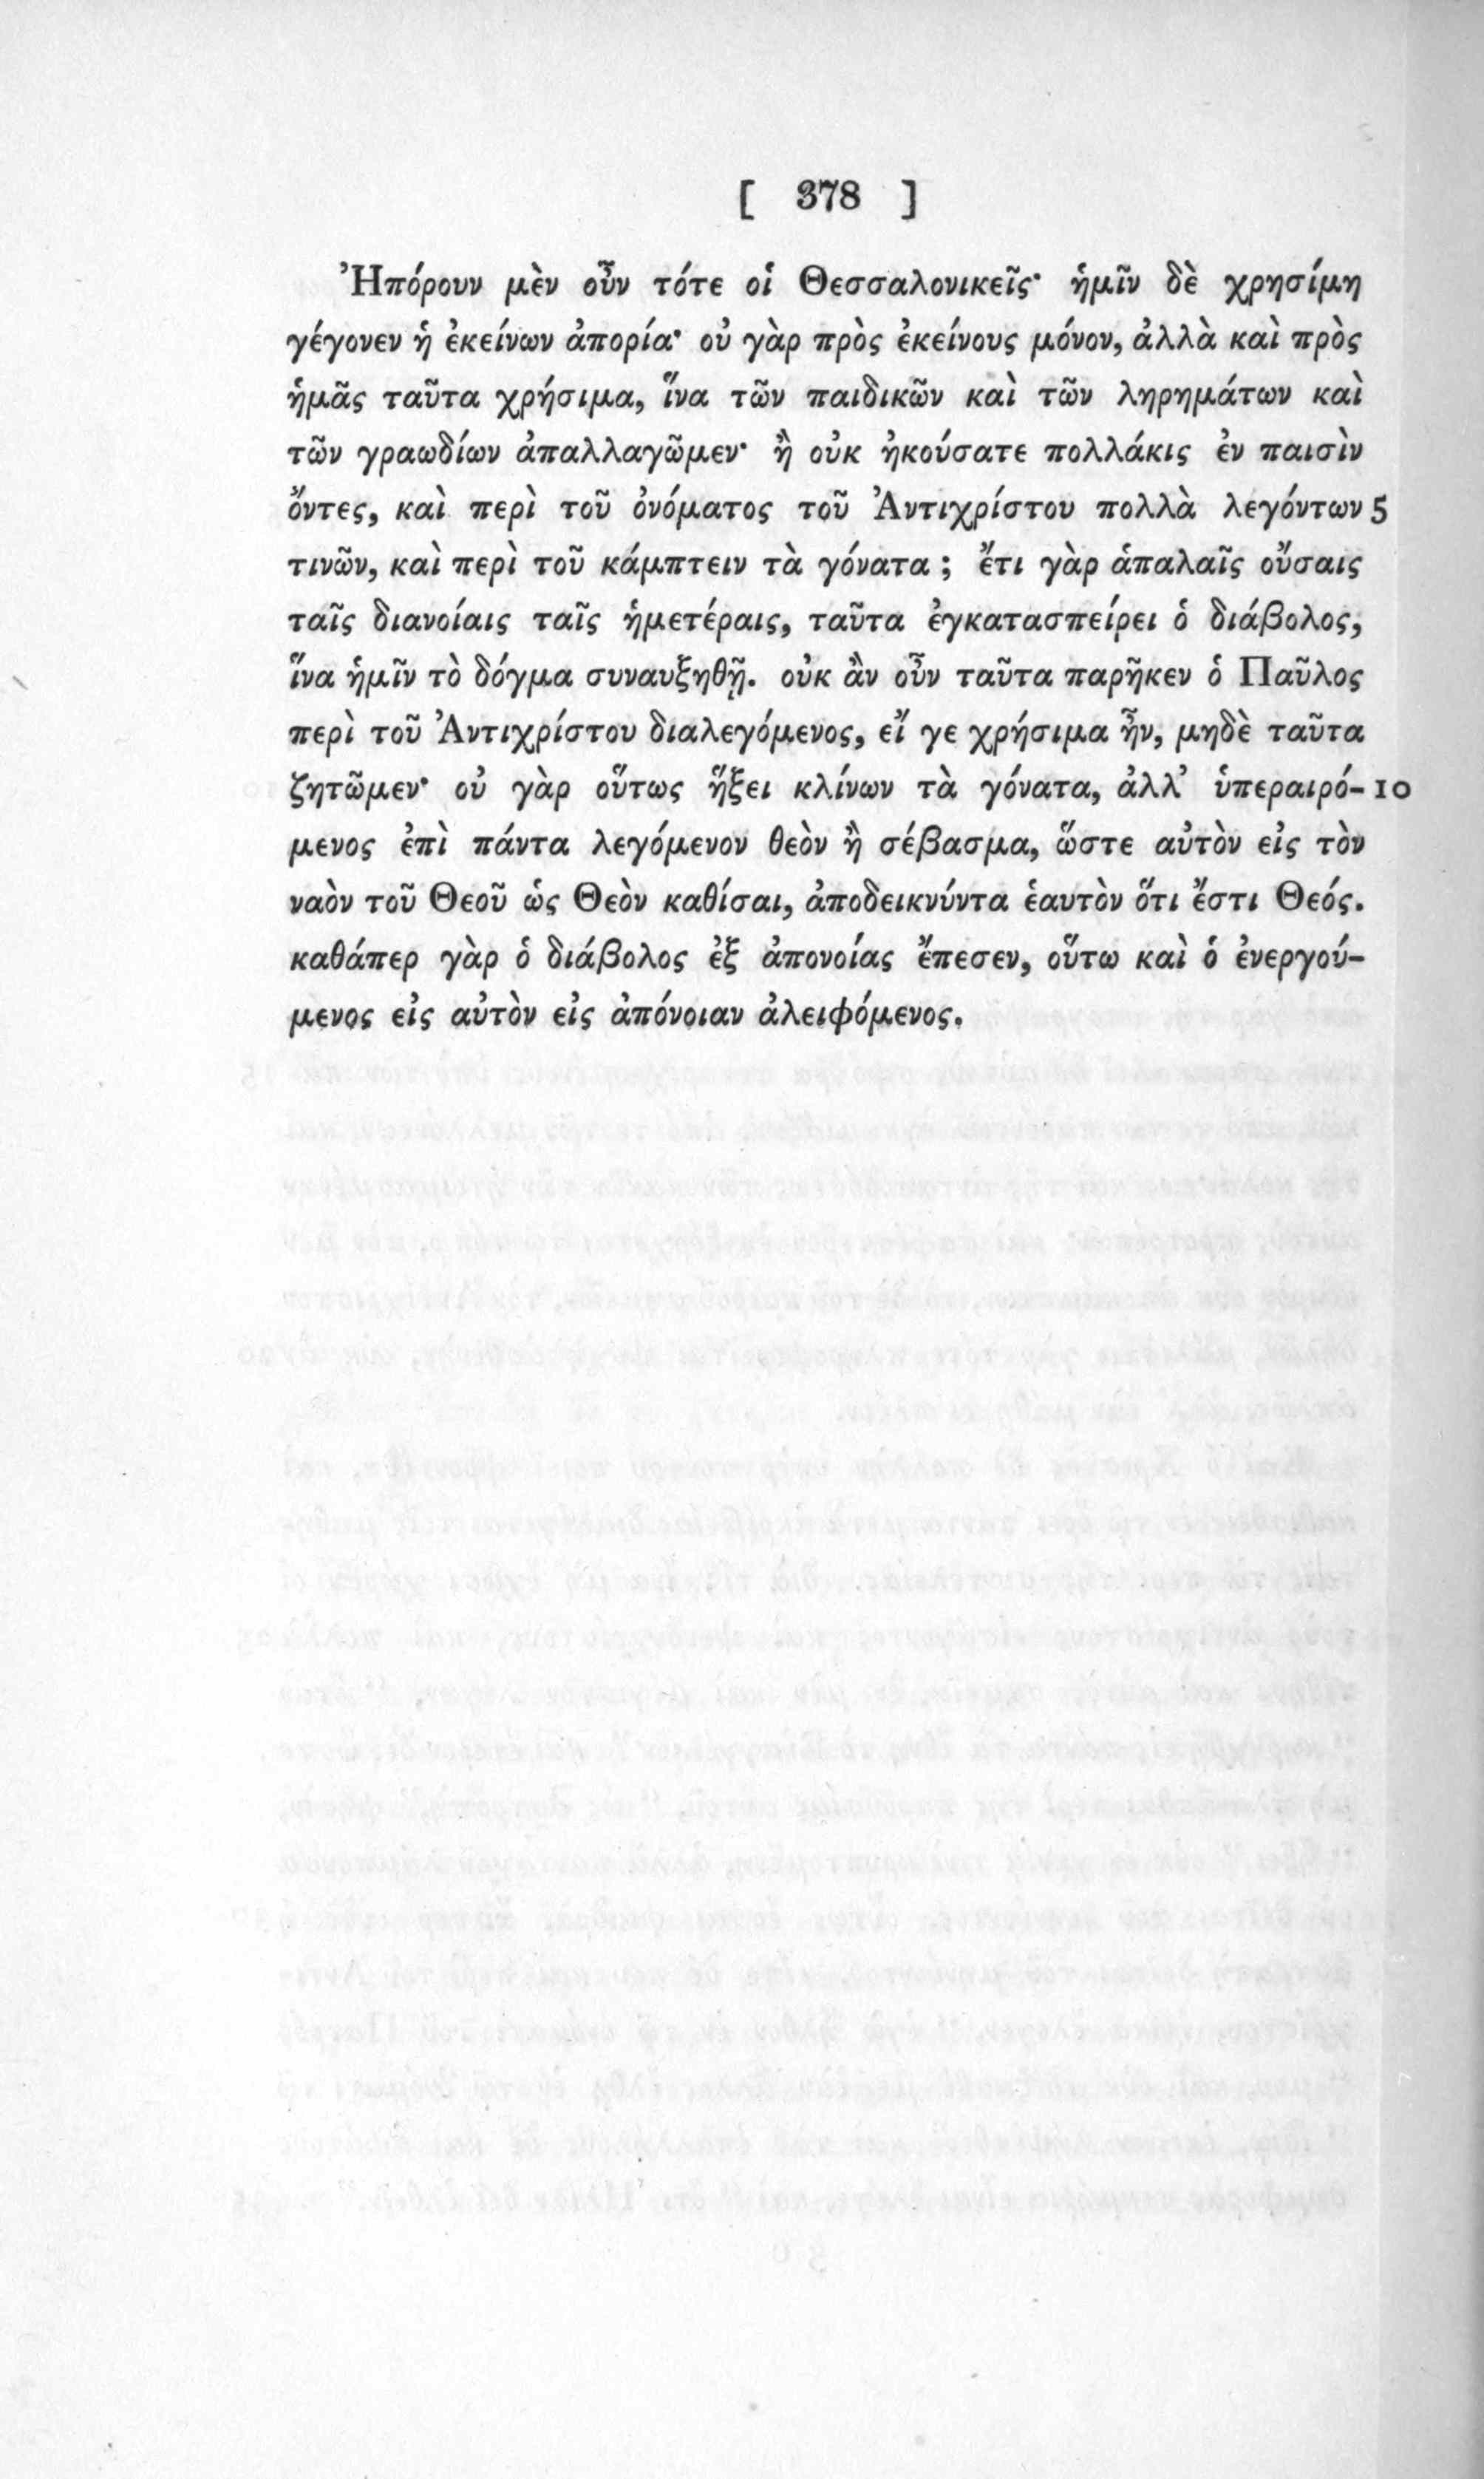 [ 378 ]
Ἠπόρουν μὲν οὖν τότε οἱ Θεσσαλονικεῖς· ἡμῖν δὲ χρησίμη
γέγονεν ἡ ἐκείνων ἀπορία· οὐ γὰρ πρὸς ἐκείνους μόνον, ἀλλὰ καὶ πρὸς
ἡμᾶς ταῦτα χρήσιμα, ἵνα τῶν παιδικῶν καὶ τῶν ληρημάτων καὶ
τῶν γραωδίων ἀπαλλαγῶμεν· ἢ οὐκ ἠκούσατε πολλάκις ἐν παισὶν
ὄντες, καὶ περὶ τοῦ ὀνόματος τοῦ Ἀντιχρίστου πολλὰ λεγόντων 5
τινῶν, καὶ περὶ τοῦ κάμπτειν τὰ γόνατα ; ἔτι γὰρ ἁπαλαῖς οὔσαις
ταῖς διανοίαις ταῖς ἡμετέραις, ταῦτα ἐγκατασπείρει ὁ διάβολος,
ἵνα ἡμῖν τὸ δόγμα συναυξηθῇ. οὐκ ἂν οὖν ταῦτα παρῆκεν ὁ Παῦλος
περὶ τοῦ Ἀντιχρίστου διαλεγόμενος, εἴ γε χρήσιμα ἦν, μηδὲ ταῦτα
ζητῶμεν· οὐ γὰρ οὕτως ἥξει κλίνων τὰ γόνατα, ἀλλ’ ὑπεραιρό- 10
μενος ἐπὶ πάντα λεγόμενον θεὸν ἢ σέβασμα, ὥστε αὐτὸν εἰς τὸν
ναὸν τοῦ Θεοῦ ὡς Θεὸν καθίσαι, ἀποδεικνύντα ἑαυτὸν ὅτι ἔστι Θεός.
καθάπερ γὰρ ὁ διάβολος ἐξ ἀπονοίας ἔπεσεν, οὕτω καὶ ὁ ἐνεργού-
μενος εἰς αὐτὸν εἰς ἀπόνοιαν ἀλειφόμενος.